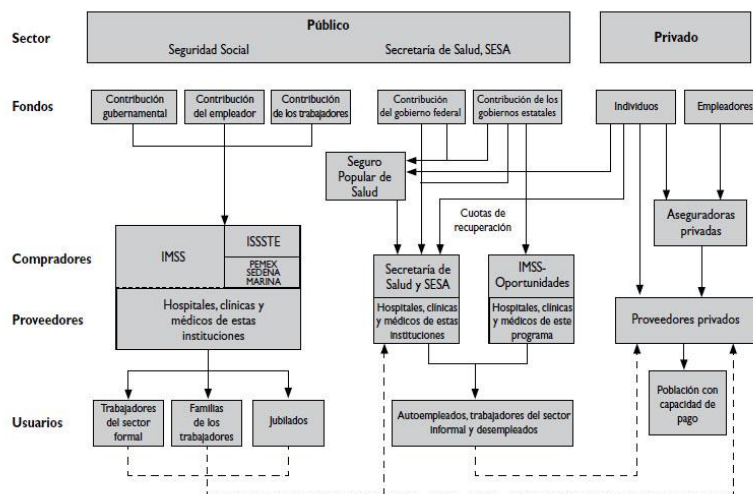 Sector
Público
Seguridad Social
Secretaría de Salud, SESA
Privado
Fondos
Contribución
gubernamental
Contribución
del empleador
Contribución
de los trabajadores
Contribución
del gobierno federal
Contribución de los
gobiernos estatales
Individuos
Empleadores
Seguro
Popular de
Salud
Cuotas de
recuperación
Aseguradoras
privadas
Compradores
IMSS
ISSSTE
PEMEX
SEDENA
MARINA
Secretaría de
Salud y SESA
IMSS-
Oportunidades
Proveedores
Hospitales, clínicas y
médicos de estas
instituciones
Hospitales, clínicas
y médicos de estas
instituciones
Hospitales, clínicas
y médicos de este
programa
Proveedores privados
Usuarios
Trabajadores
del sector
formal
Familias
de los
trabajadores
Jubilados
Autoempleados, trabajadores del sector
informal y desempleados
Población con
capacidad de
pago